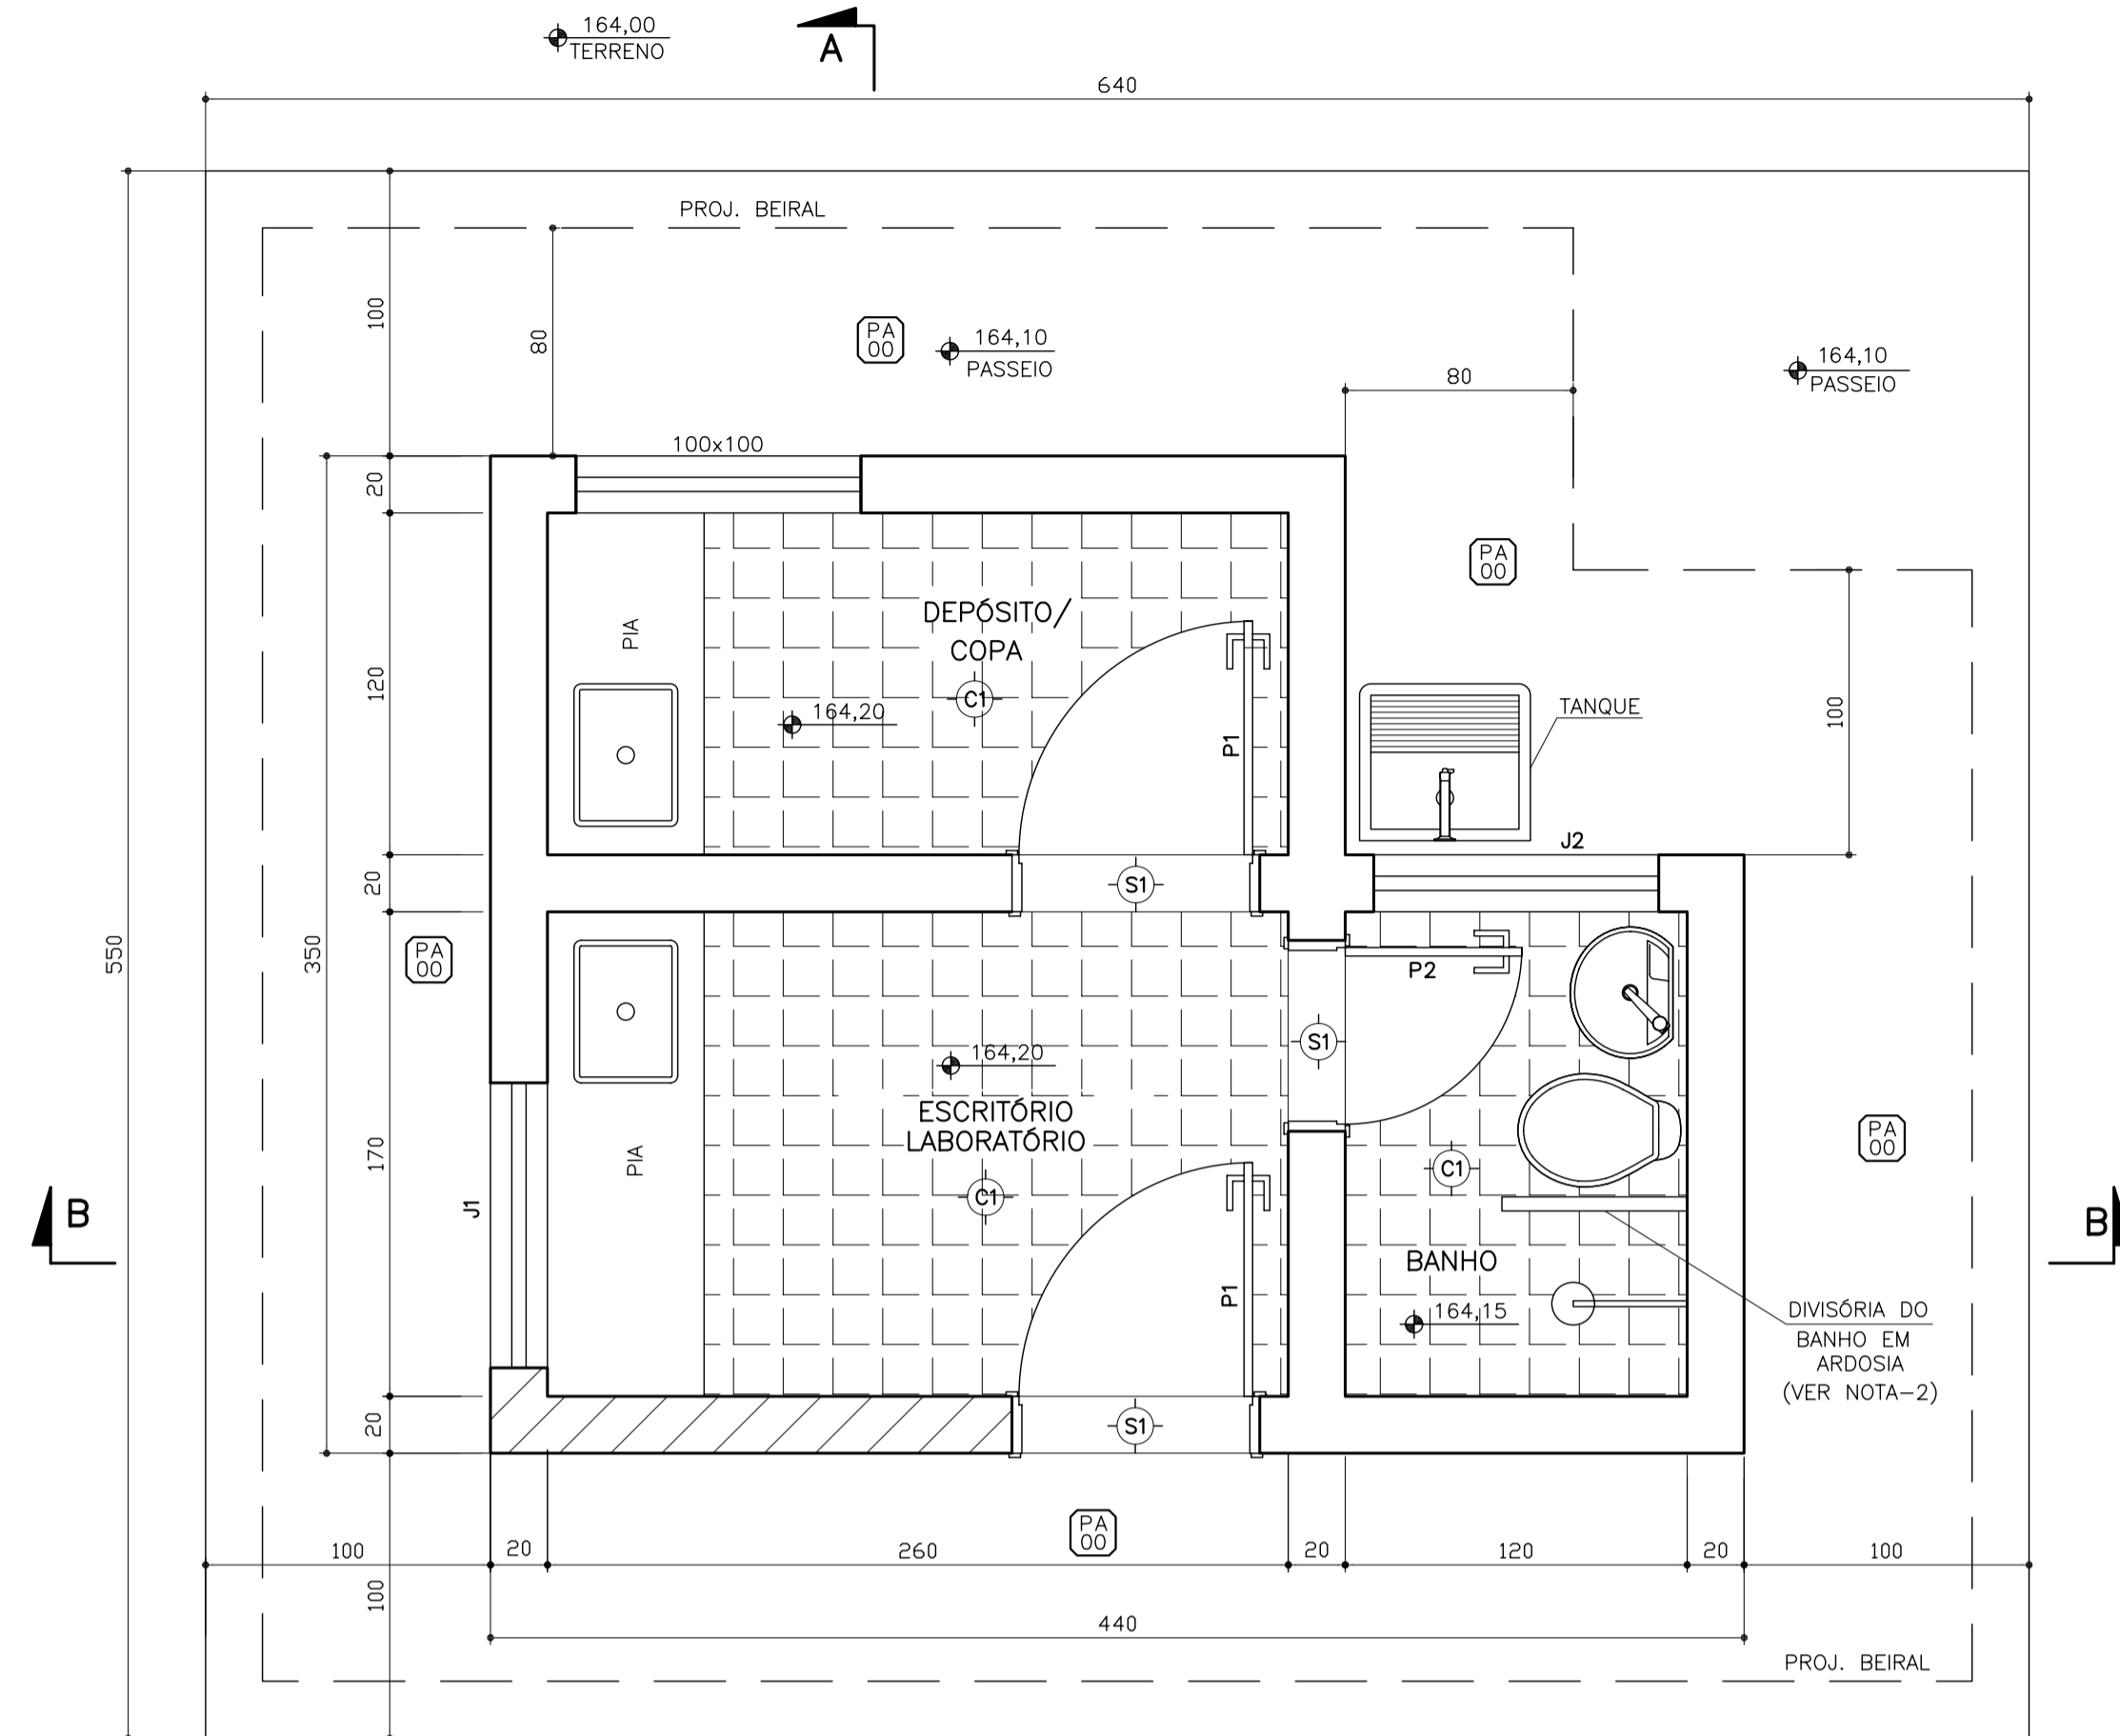 164,00
TERRENO
A
640
PROJ. BEIRAL
100
80
PA
00
164,10
PASSEIO
164,10
PASSEIO
80
100x100
20
PA
00
DEPÓSITO/
COPA
PIA
C1
164,20
120
P1
TANQUE
100
J2
20
S1
550
350
PA
00
P2
S1
164,20
ESCRITÓRIO
LABORATÓRIO
PIA
C1
170
J1
C1
PA
00
B
B
BANHO
P1
164,15
DIVISÓRIA DO
BANHO EM
ARDOSIA
(VER NOTA-2)
20
S1
PA
00
100
20
260
20
120
20
100
100
440
PROJ. BEIRAL